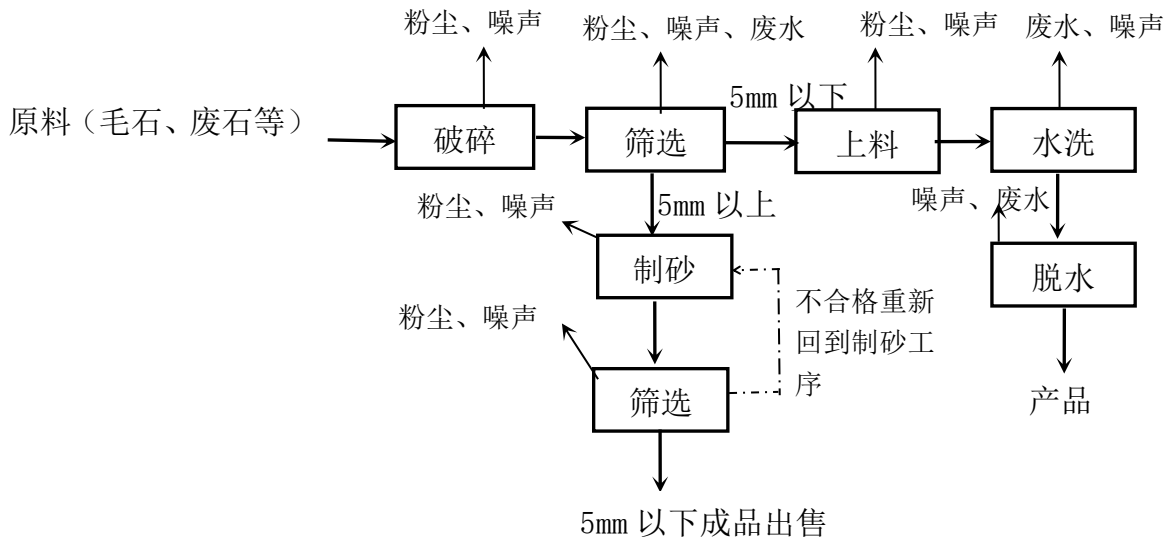 粉尘、噪声
粉尘、噪声、废水
粉尘、噪声
废水、噪声
原料（毛石、废石等）
破碎
筛选
5mm 以下
上料
水洗
粉尘、噪声
5mm 以上
噪声、废水
制砂
脱水
粉尘、噪声
不合格重新
回到制砂工
序
筛选
产品
5mm 以下成品出售